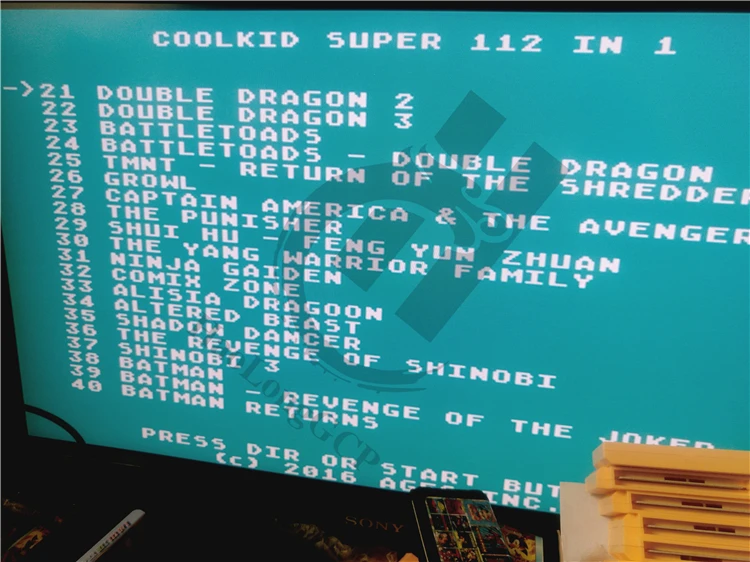 COOLKID SUPER 112 IN 1
->21 DOUBLE DRAGON 2
22 DOUBLE DRAGON 3
23 BATTLETOADS
24 BATTLETOADS - DOUBLE DRAGON
25 TMNT - RETURN OF THE SHREDDER
26 GROWL
27 CAPTAIN AMERICA & THE AVENGER
28 THE PUNISHER
29 SHUI HU - FENG YUN ZHUAN
30 THE YANG WARRIOR FAMILY
31 NINJA GAIDEN
32 COMIX ZONE
33 ALISIA DRAGOON
34 ALTERED BEAST
35 SHADOW DANCER
36 THE REVENGE OF SHINOBI
37 SHINOBI 3
38 BATMAN
39 BATMAN - REVENGE OF THE JOKER
40 BATMAN RETURNS
PRESS DIR OR START BUT
(c) 2016 AGES INC.
SONY